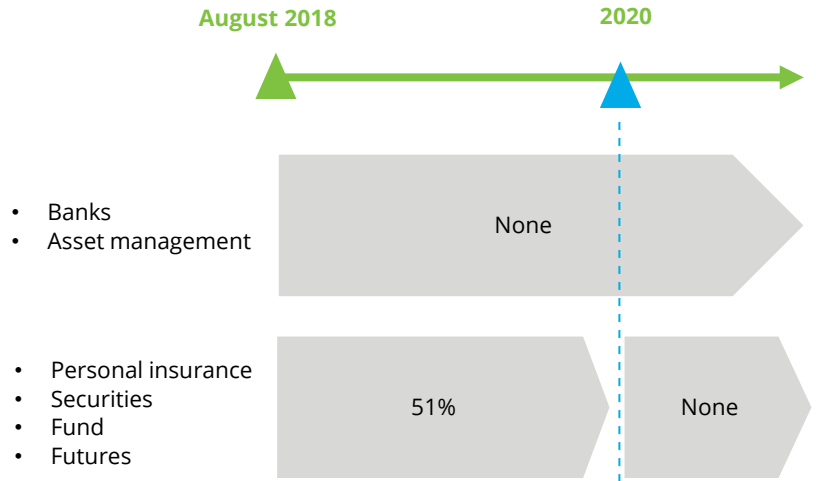 August 2018
2020
• Banks
• Asset management
None
• Personal insurance
• Securities
• Fund
• Futures
51%
None